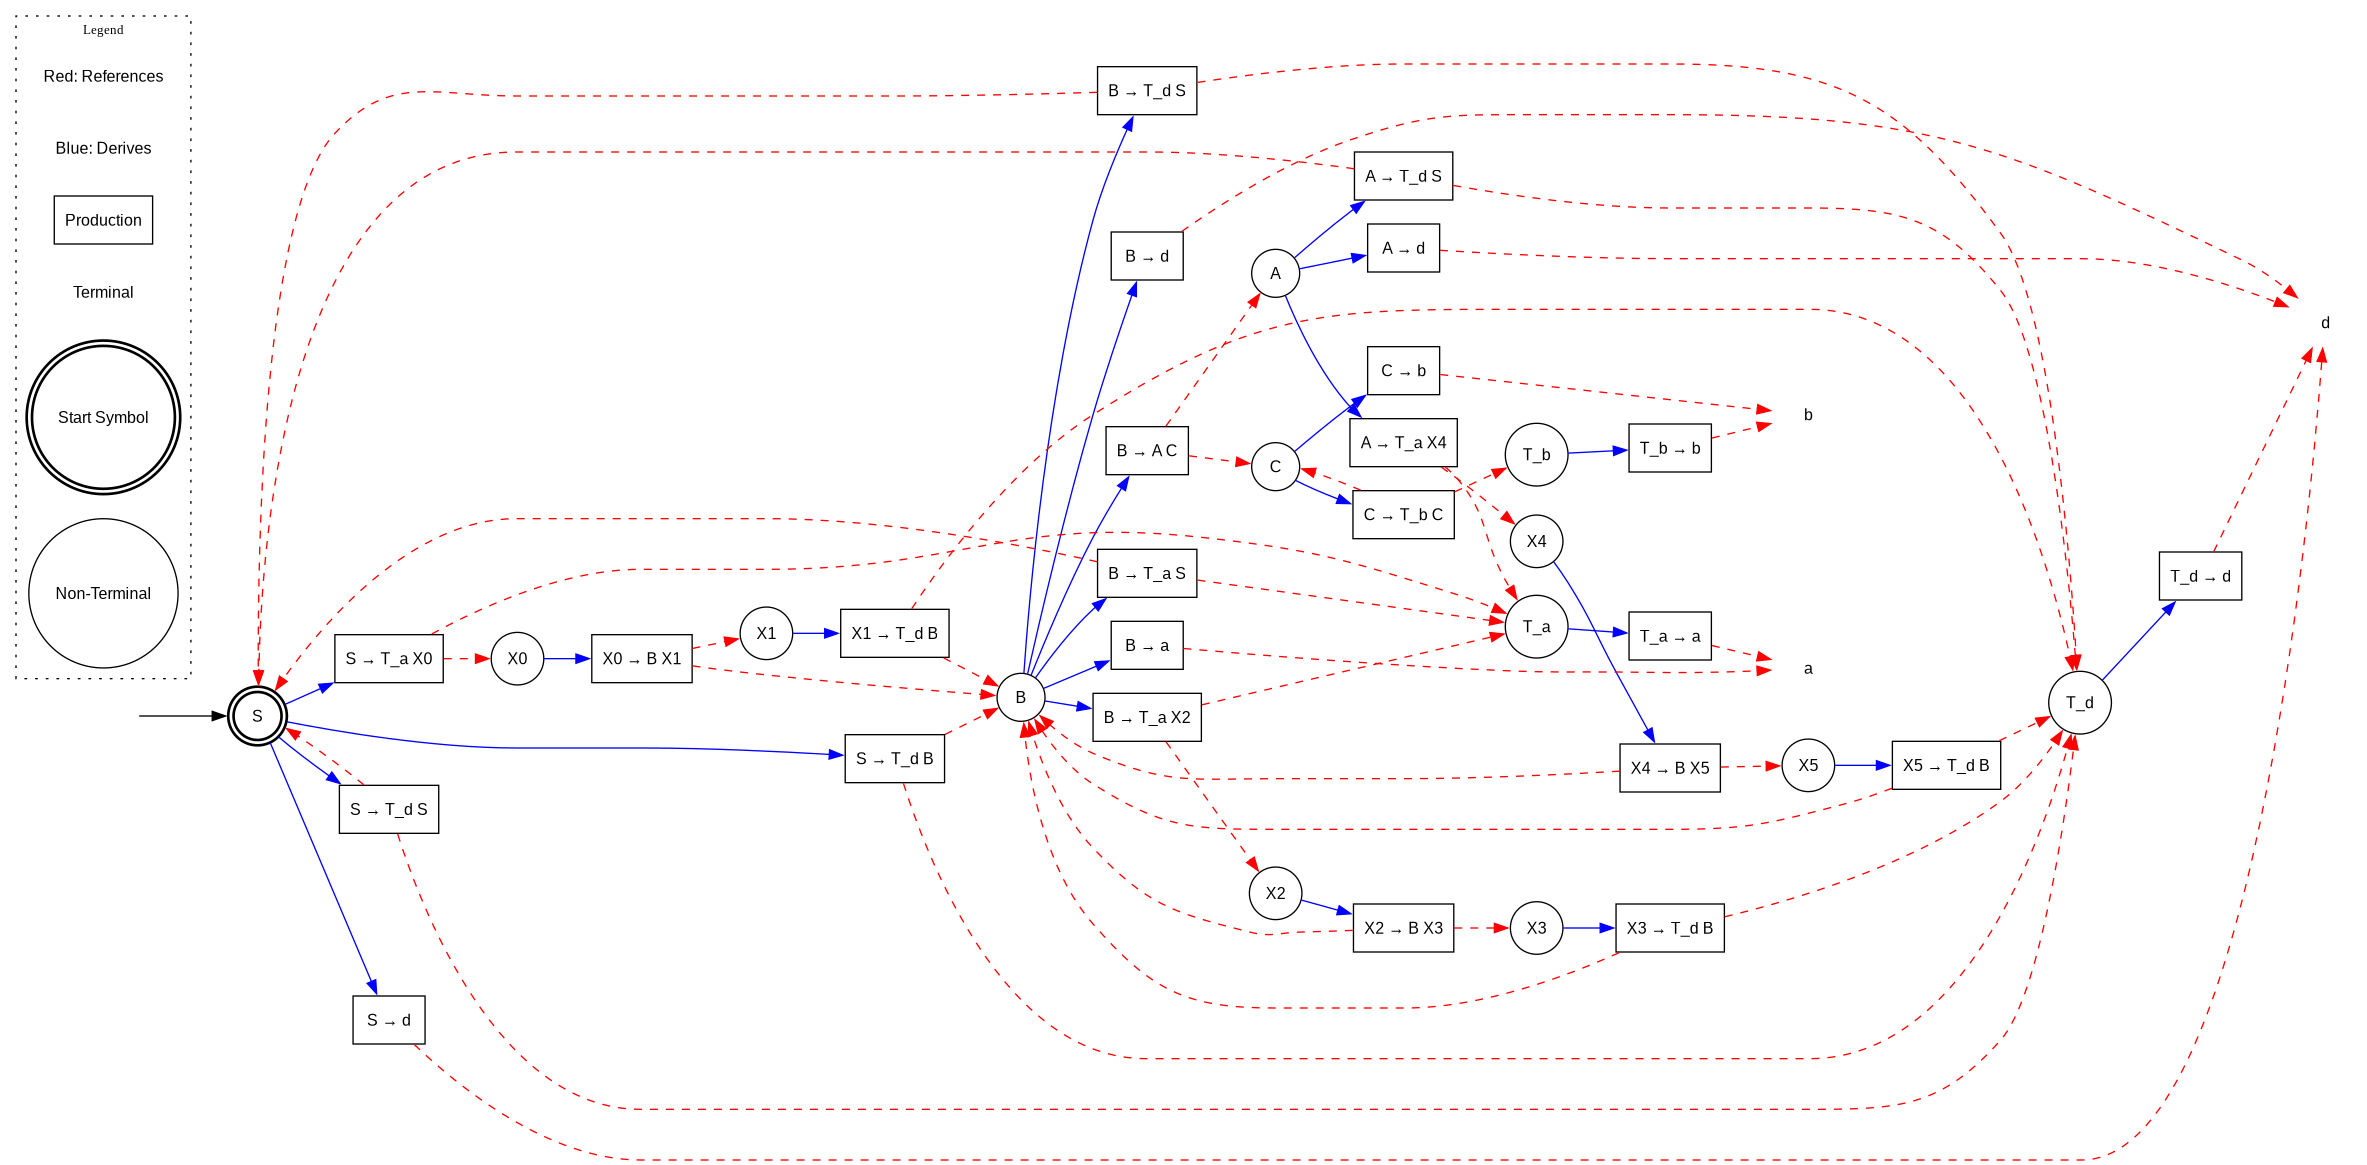 Legend
Red: References
Blue: Derives
Production
Terminal
Start Symbol
Non-Terminal
S
S → T_a X0
S → T_d S
S → d
X0
X0 → B X1
X1
X1 → T_d B
S → T_d B
B
B → T_d S
B → d
B → A C
B → T_a S
B → a
B → T_a X2
A
C
X2
A → T_d S
A → d
C → b
A → T_a X4
C → T_b C
X2 → B X3
T_b
X4
T_a
X3
T_b → b
T_a → a
X4 → B X5
X3 → T_d B
b
a
X5
X5 → T_d B
T_d
T_d → d
d